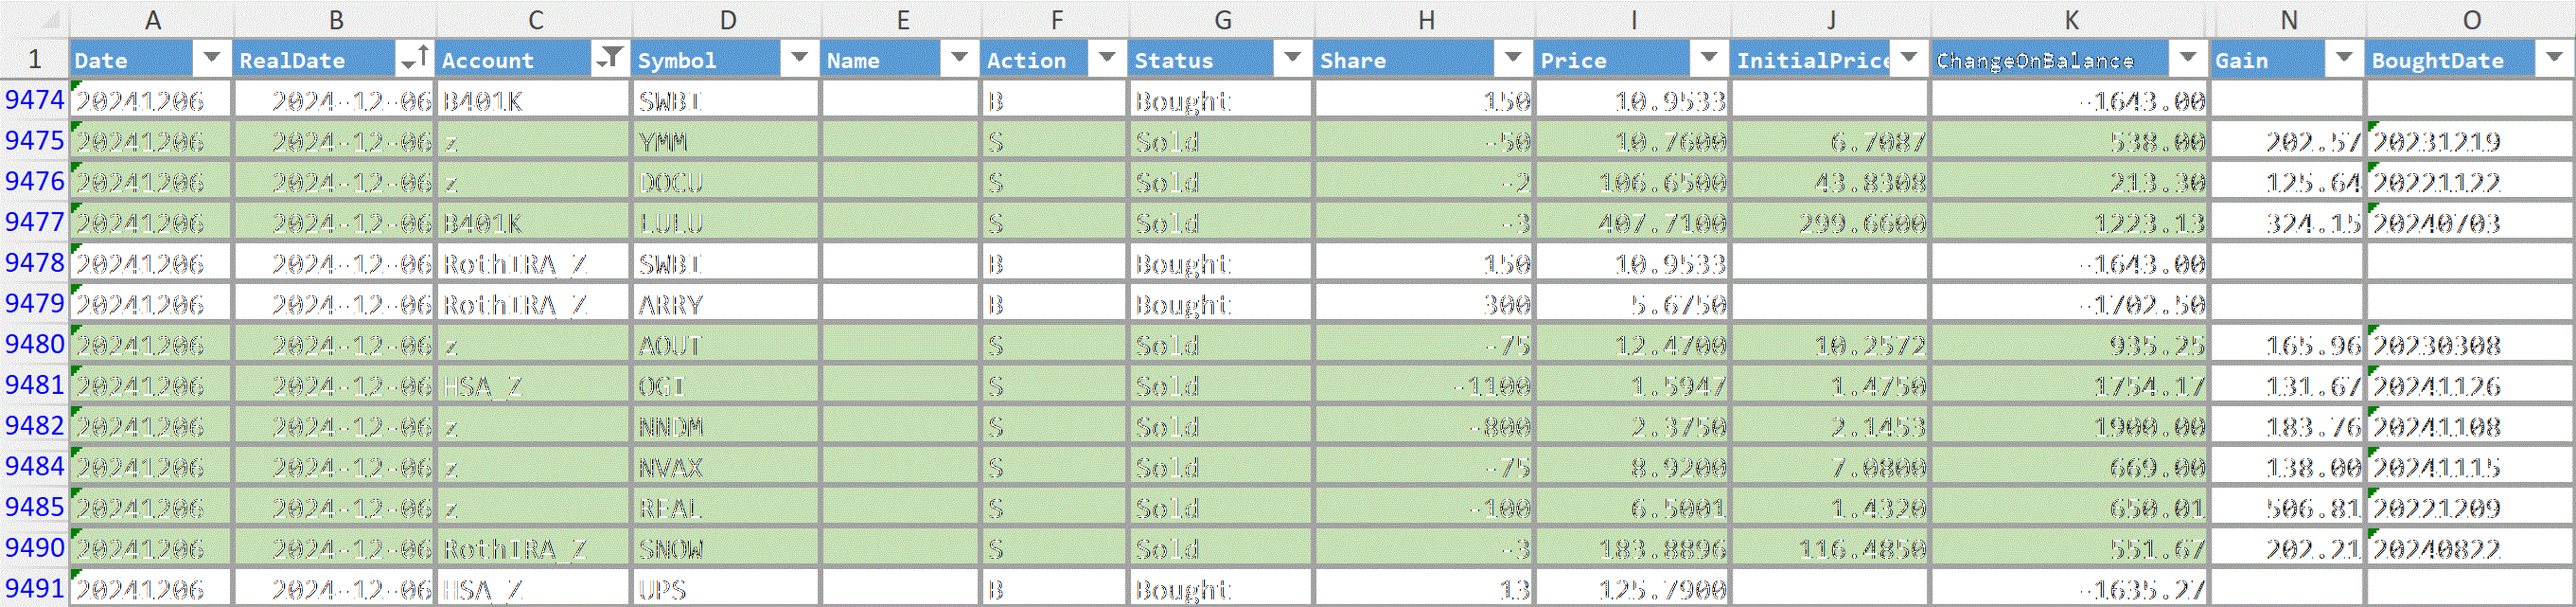 A B C D E F G H I J K N O
1 Date RealDate Account Symbol Name Action Status Share Price InitialPrice ChangeOnBalance Gain BoughtDate
9474 20241206 2024-12-06 B401K SWBI B Bought 150 10.9533 -1643.00
9475 20241206 2024-12-06 z YMM S Sold -50 10.7600 6.7087 538.00 202.57 20231219
9476 20241206 2024-12-06 z DOCU S Sold -2 106.6500 43.8308 213.30 125.64 20221122
9477 20241206 2024-12-06 B401K LULU S Sold -3 407.7100 299.6600 1223.13 324.15 20240703
9478 20241206 2024-12-06 RothIRA_Z SWBI B Bought 150 10.9533 -1643.00
9479 20241206 2024-12-06 RothIRA_Z ARRY B Bought 300 5.6750 -1702.50
9480 20241206 2024-12-06 z AOUT S Sold -75 12.4700 10.2572 935.25 165.96 20230308
9481 20241206 2024-12-06 HSA_Z OGI S Sold -1100 1.5947 1.4750 1754.17 131.67 20241126
9482 20241206 2024-12-06 z NNDM S Sold -800 2.3750 2.1453 1900.00 183.76 20241108
9484 20241206 2024-12-06 z NVAX S Sold -75 8.9200 7.0800 669.00 138.00 20241115
9485 20241206 2024-12-06 z REAL S Sold -100 6.5001 1.4320 650.01 506.81 20221209
9490 20241206 2024-12-06 RothIRA_Z SNOW S Sold -3 183.8896 116.4850 551.67 202.21 20240822
9491 20241206 2024-12-06 HSA_Z UPS B Bought 13 125.7900 -1635.27